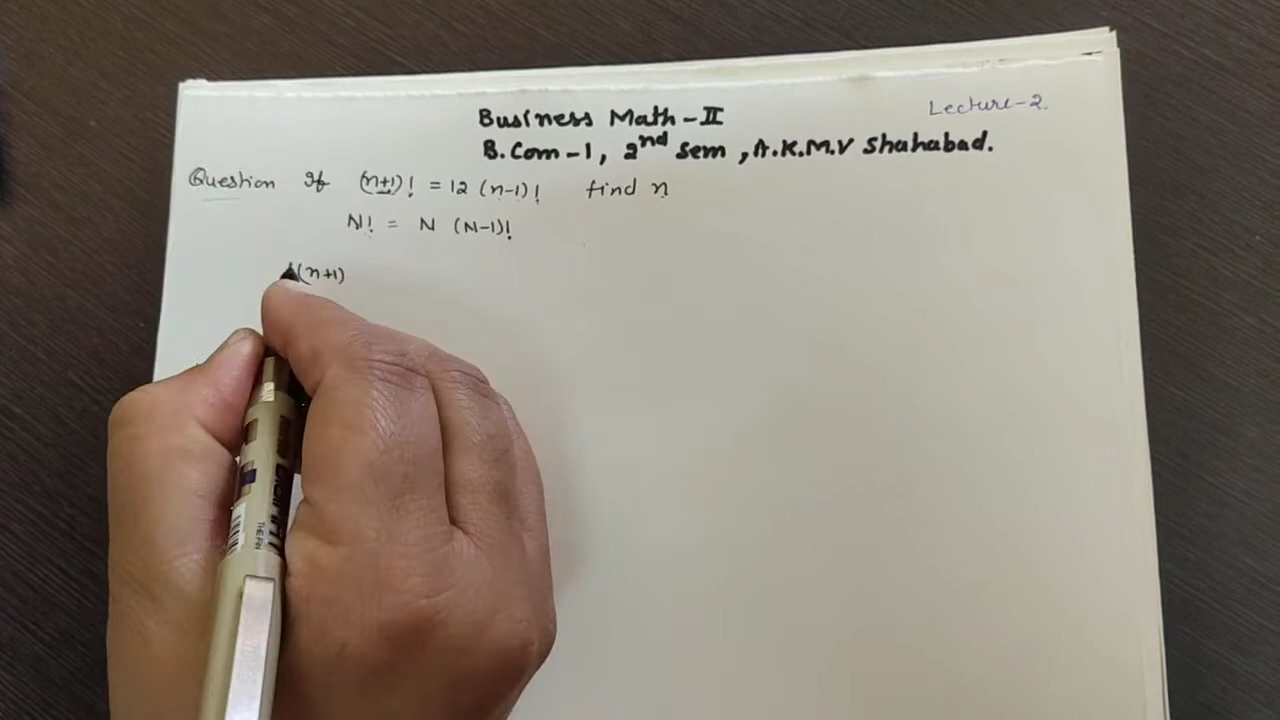 Lecture-2.
Business Math-II
B.Com-1, 2nd sem, A.K.M.V Shahabad.
Question If (n+1)! = 12 (n-1)! find n
N! = N (N-1)!
(n+1)